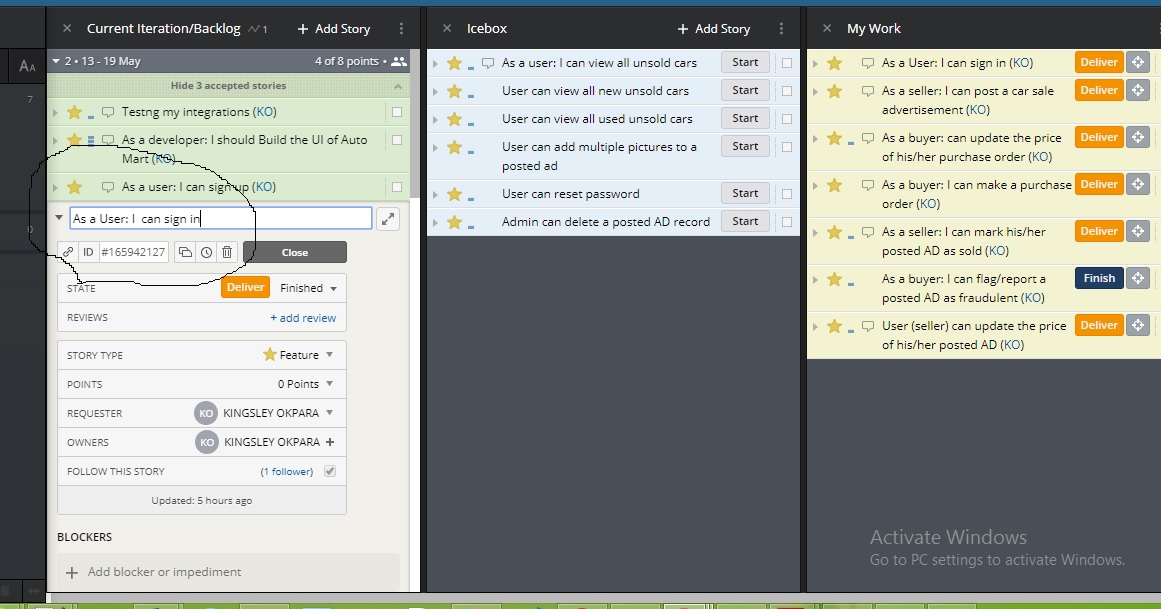 Current Iteration/Backlog 1 + Add Story
Icebox + Add Story
My Work
AA
7
2 • 13 - 19 May 4 of 8 points •
Hide 3 accepted stories
Testng my integrations (KO)
As a developer: I should Build the UI of Auto
Mart (KO)
As a user: I can sign up (KO)
As a User: I can sign in
ID #165942127 Close
STATE Deliver Finished
REVIEWS + add review
STORY TYPE Feature
POINTS 0 Points
REQUESTER KO KINGSLEY OKPARA
OWNERS KO KINGSLEY OKPARA +
FOLLOW THIS STORY (1 follower)
Updated: 5 hours ago
BLOCKERS
+ Add blocker or impediment
As a user: I can view all unsold cars Start
User can view all new unsold cars Start
User can view all used unsold cars Start
User can add multiple pictures to a Start
posted ad
User can reset password Start
Admin can delete a posted AD record Start
As a User: I can sign in (KO) Deliver
As a seller: I can post a car sale Deliver
advertisement (KO)
As a buyer: can update the price Deliver
of his/her purchase order (KO)
As a buyer: I can make a purchase Deliver
order (KO)
As a seller: I can mark his/her Deliver
posted AD as sold (KO)
As a buyer: I can flag/report a Finish
posted AD as fraudulent (KO)
User (seller) can update the price Deliver
of his/her posted AD (KO)
Activate Windows
Go to PC settings to activate Windows.